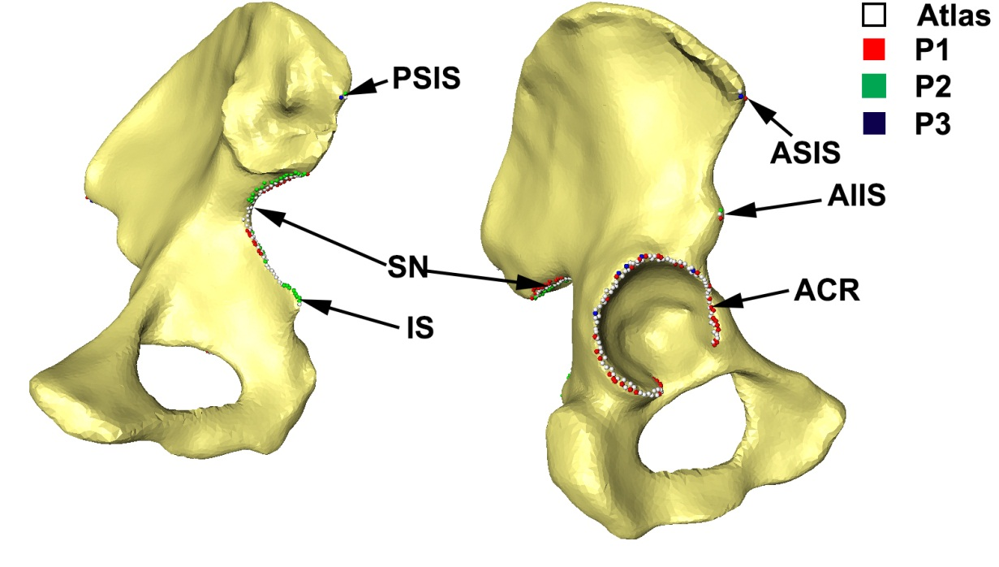 Atlas
P1
P2
P3
PSIS
ASIS
AIIS
SN
ACR
IS